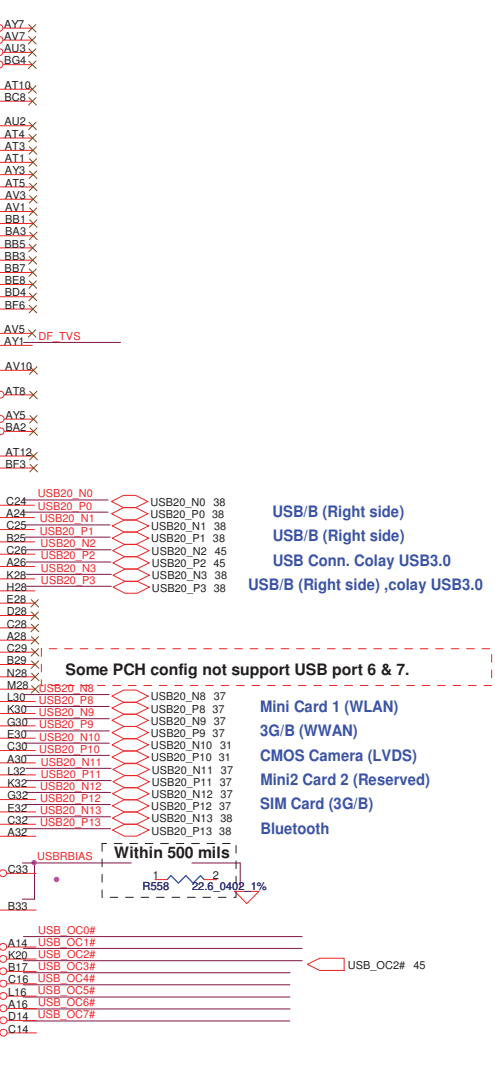 AY7
AV7
AU3
BG4
AT10
BC8
AU2
AT4
AT3
AT1
AY3
AT5
AV3
AV1
BB1
BA3
BB5
BB3
BB7
BE8
BD4
BF6
AV5
AY1 DF_TVS
AV10
AT8
AY5
BA2
AT12
BF3
C24 USB20_N0 USB20_N0 38
A24 USB20_P0 USB20_P0 38 USB/B (Right side)
C25 USB20_N1 USB20_N1 38
B25 USB20_P1 USB20_P1 38 USB/B (Right side)
C26 USB20_N2 USB20_N2 45
A26 USB20_P2 USB20_P2 45 USB Conn. Colay USB3.0
K28 USB20_N3 USB20_N3 38
H28 USB20_P3 USB20_P3 38 USB/B (Right side) ,colay USB3.0
E28
D28
C28
A28
C29
B29
N28
M28
Some PCH config not support USB port 6 & 7.
L30 USB20_N8 USB20_N8 37
K30 USB20_P8 USB20_P8 37 Mini Card 1 (WLAN)
G30 USB20_N9 USB20_N9 37
E30 USB20_P9 USB20_P9 37 3G/B (WWAN)
C30 USB20_N10 USB20_N10 31
A30 USB20_P10 USB20_P10 31 CMOS Camera (LVDS)
L32 USB20_N11 USB20_N11 37
K32 USB20_P11 USB20_P11 37 Mini2 Card 2 (Reserved)
G32 USB20_N12 USB20_N12 37
E32 USB20_P12 USB20_P12 37 SIM Card (3G/B)
C32 USB20_N13 USB20_N13 38
A32 USB20_P13 USB20_P13 38 Bluetooth
USBRBIAS
Within 500 mils
C33
1 2
R558 22.6_0402_1%
B33
USB_OC0#
A14 USB_OC1#
K20 USB_OC2#
B17 USB_OC3# USB_OC2# 45
C16 USB_OC4#
L16 USB_OC5#
A16 USB_OC6#
D14 USB_OC7#
C14